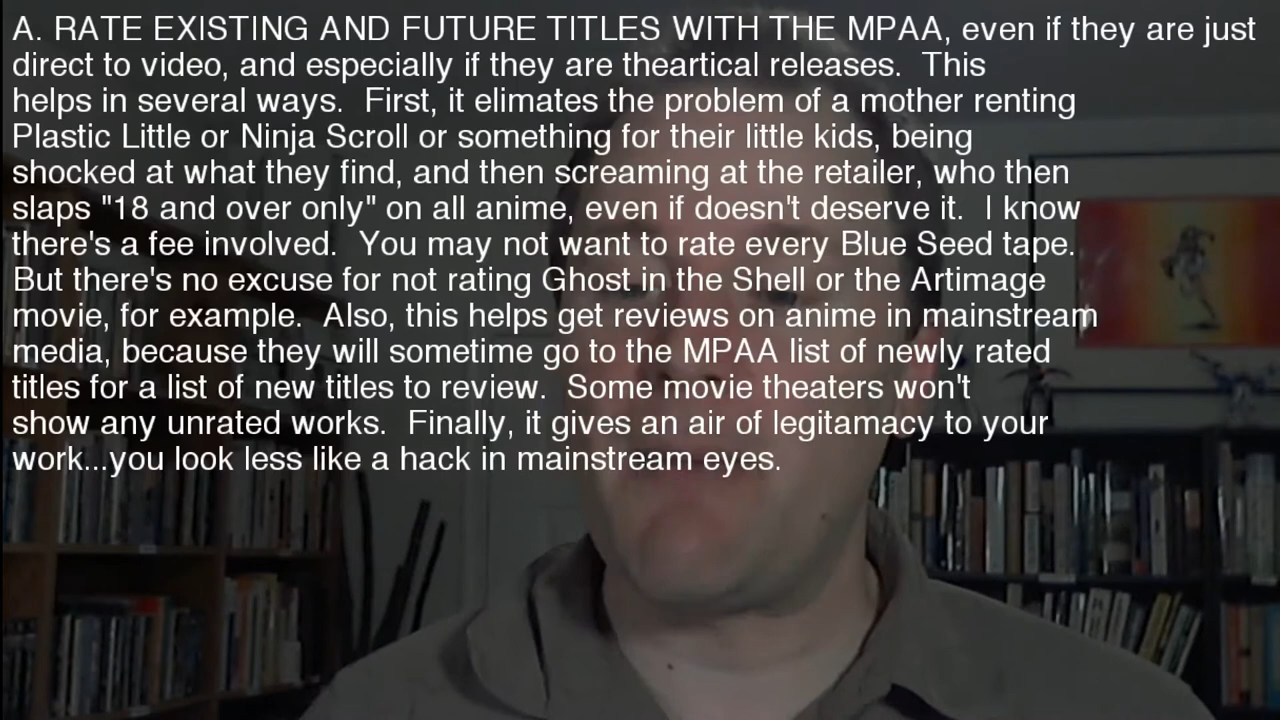 A. RATE EXISTING AND FUTURE TITLES WITH THE MPAA, even if they are just
direct to video, and especially if they are theartical releases.  This
helps in several ways.  First, it elimates the problem of a mother renting
Plastic Little or Ninja Scroll or something for their little kids, being
shocked at what they find, and then screaming at the retailer, who then
slaps "18 and over only" on all anime, even if doesn't deserve it.  I know
there's a fee involved.  You may not want to rate every Blue Seed tape.
But there's no excuse for not rating Ghost in the Shell or the Artimage
movie, for example.  Also, this helps get reviews on anime in mainstream
media, because they will sometime go to the MPAA list of newly rated
titles for a list of new titles to review.  Some movie theaters won't
show any unrated works.  Finally, it gives an air of legitamacy to your
work...you look less like a hack in mainstream eyes.